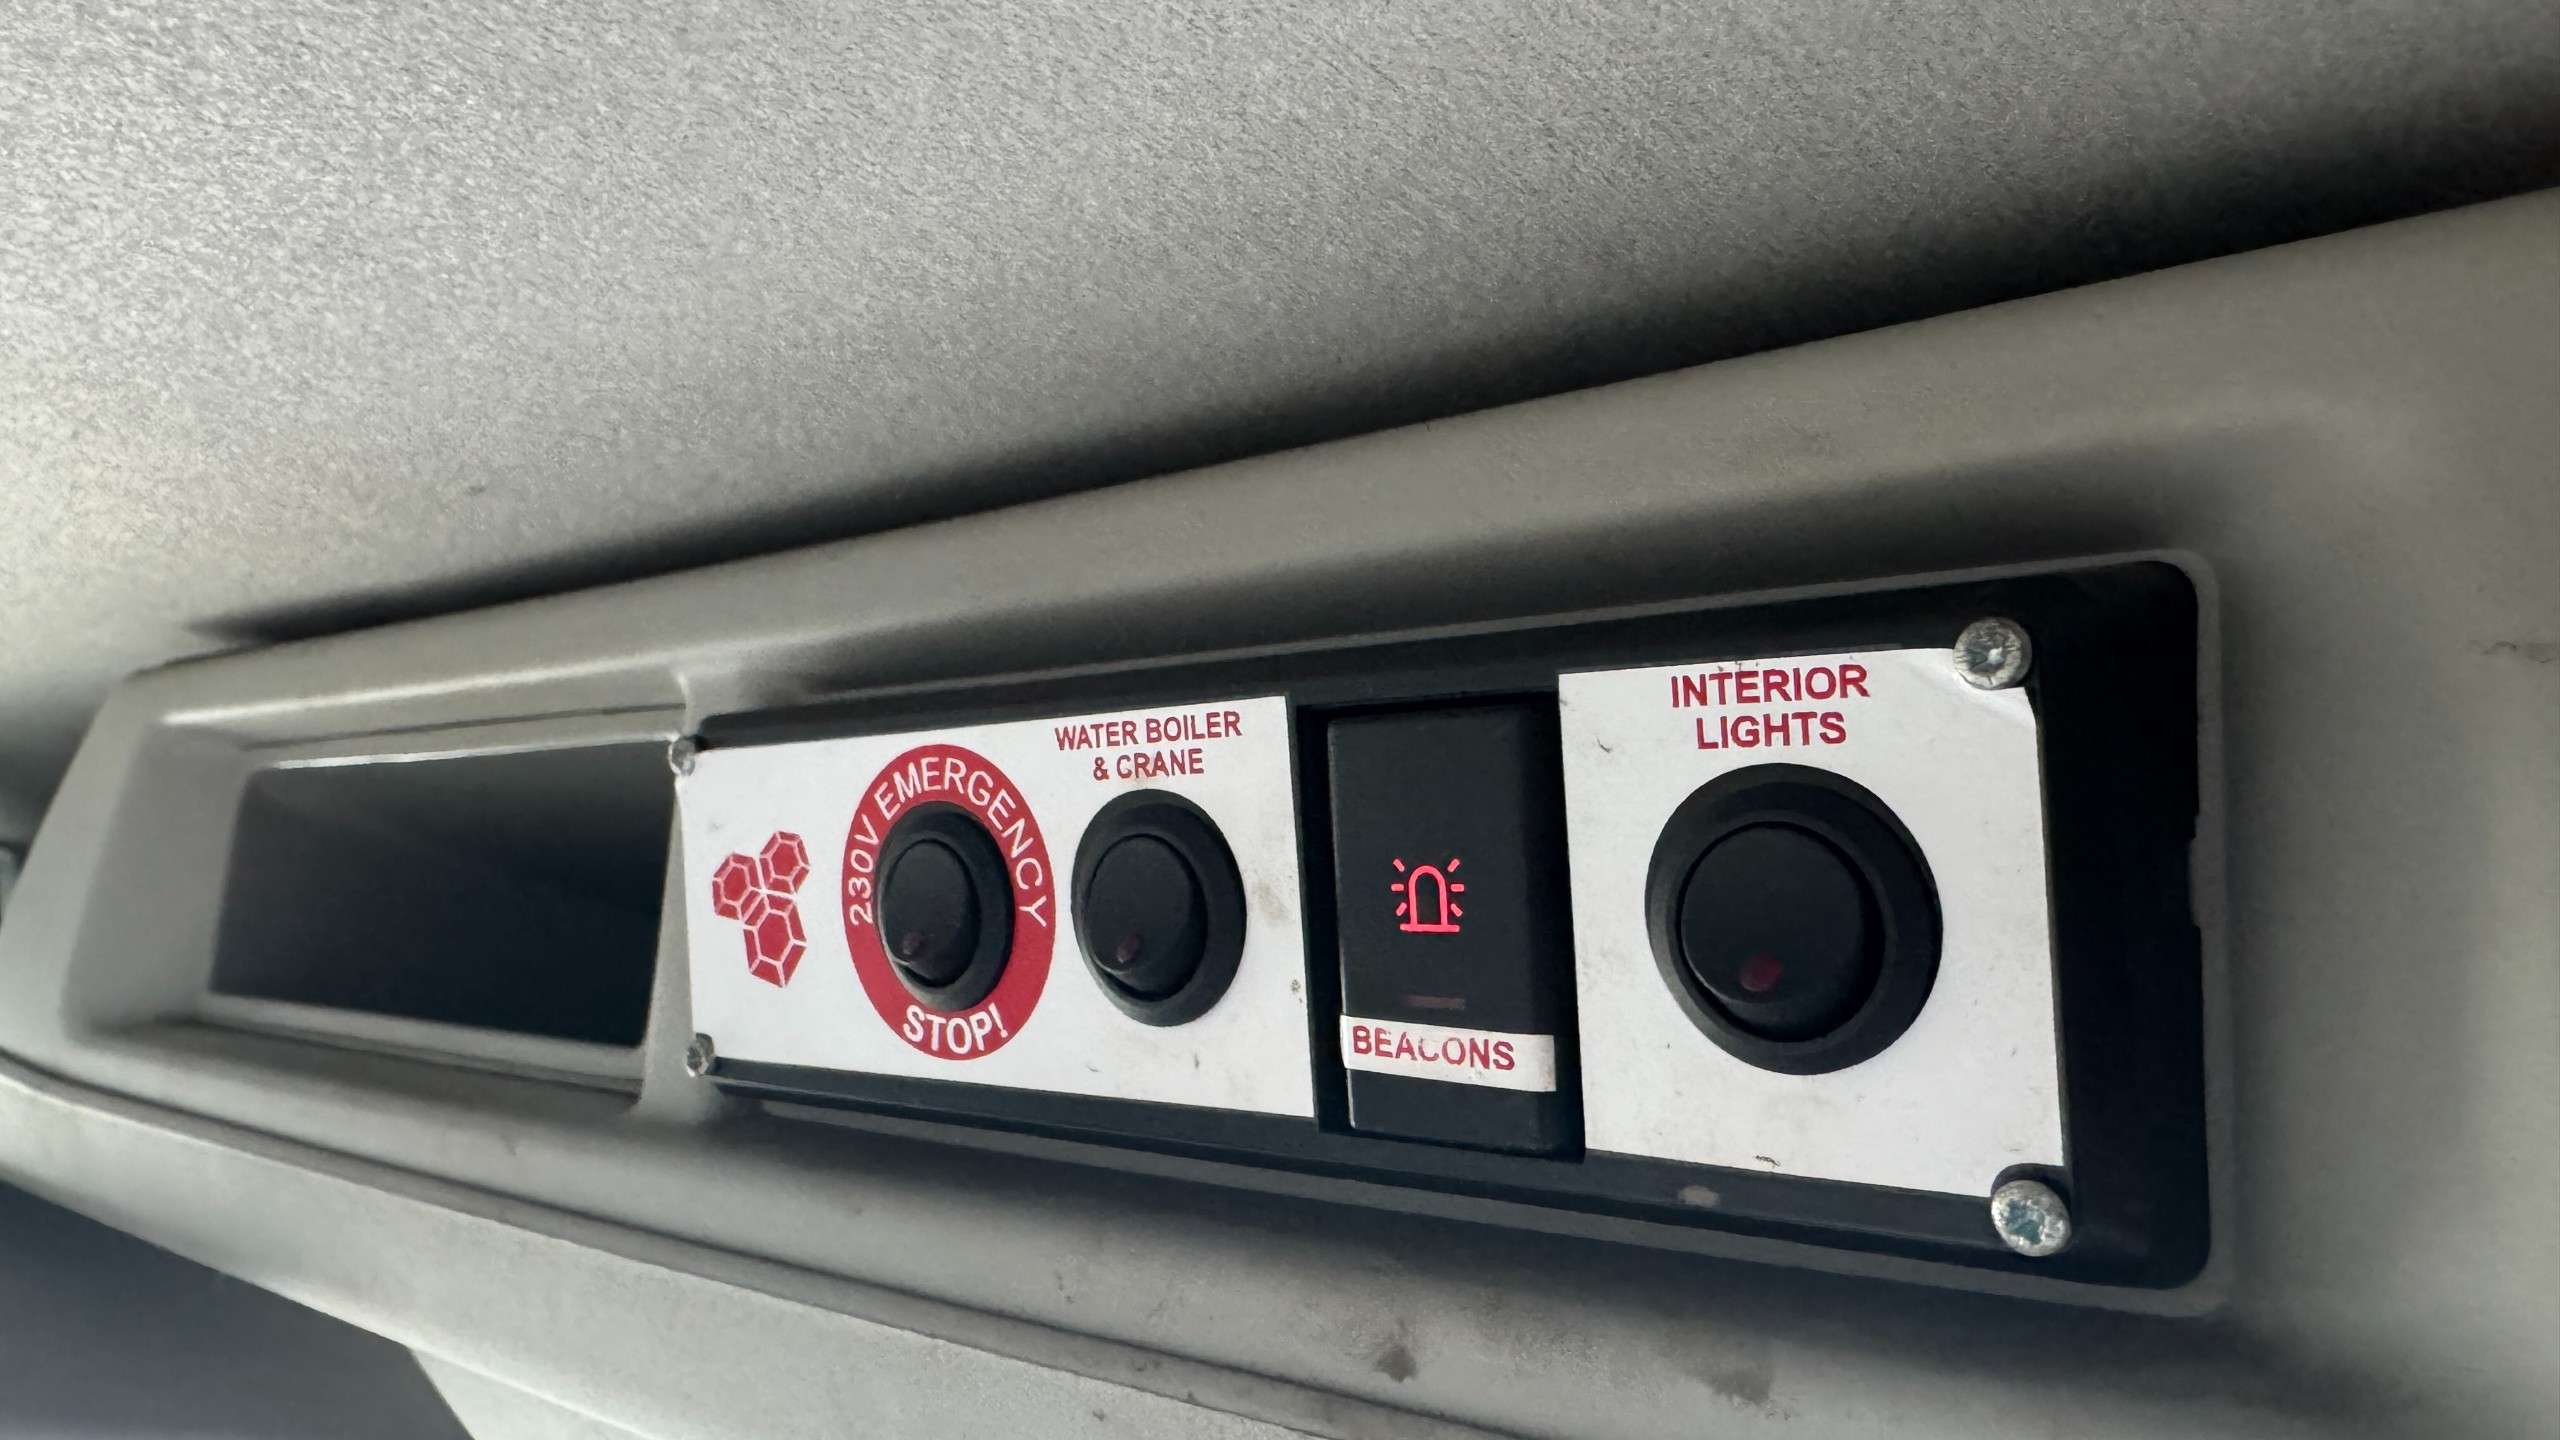 230V EMERGENCY
STOP!
WATER BOILER
& CRANE
BEACONS
INTERIOR
LIGHTS